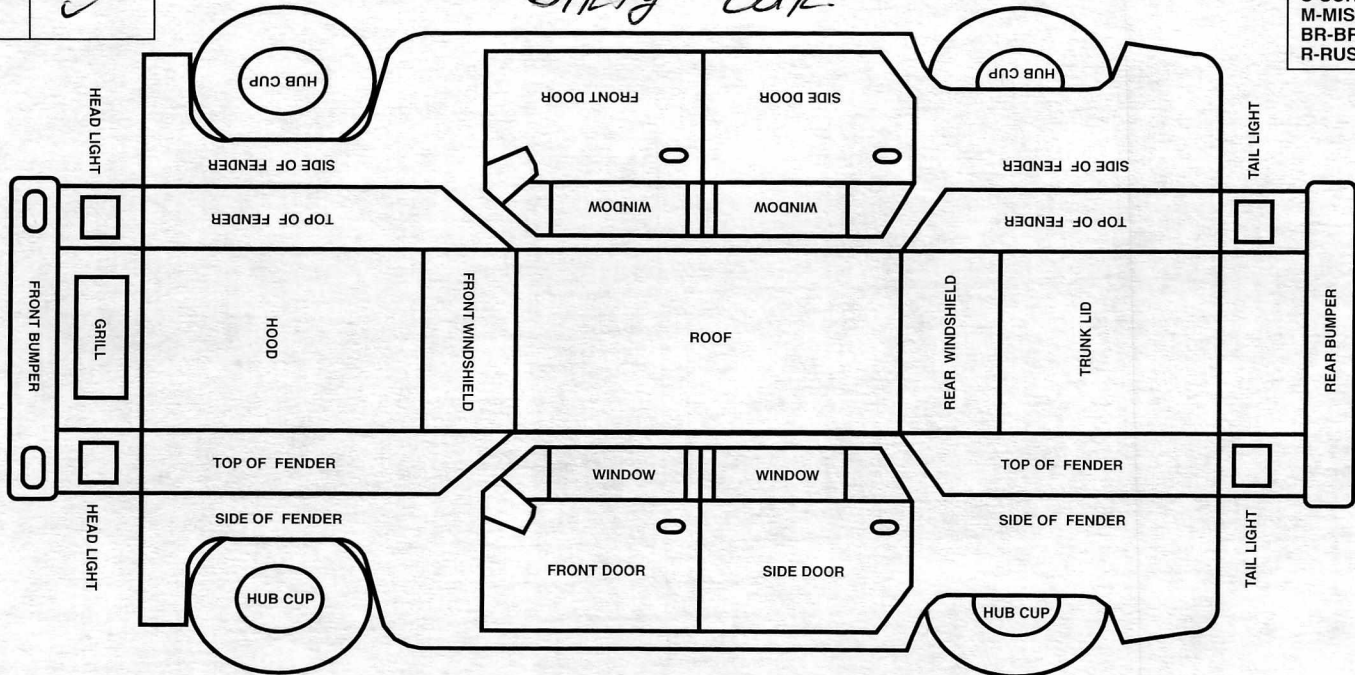 M-MIS
BR-BR
R-RUS
HUB CUP
HUB CUP
FRONT DOOR
SIDE DOOR
HEAD LIGHT
SIDE OF FENDER
SIDE OF FENDER
TAIL LIGHT
TOP OF FENDER
WINDOW
WINDOW
TOP OF FENDER
FRONT BUMPER
GRILL
HOOD
FRONT WINDSHIELD
ROOF
REAR WINDSHIELD
TRUNK LID
REAR BUMPER
TOP OF FENDER
WINDOW
WINDOW
TOP OF FENDER
HEAD LIGHT
SIDE OF FENDER
SIDE OF FENDER
TAIL LIGHT
FRONT DOOR
SIDE DOOR
HUB CUP
HUB CUP